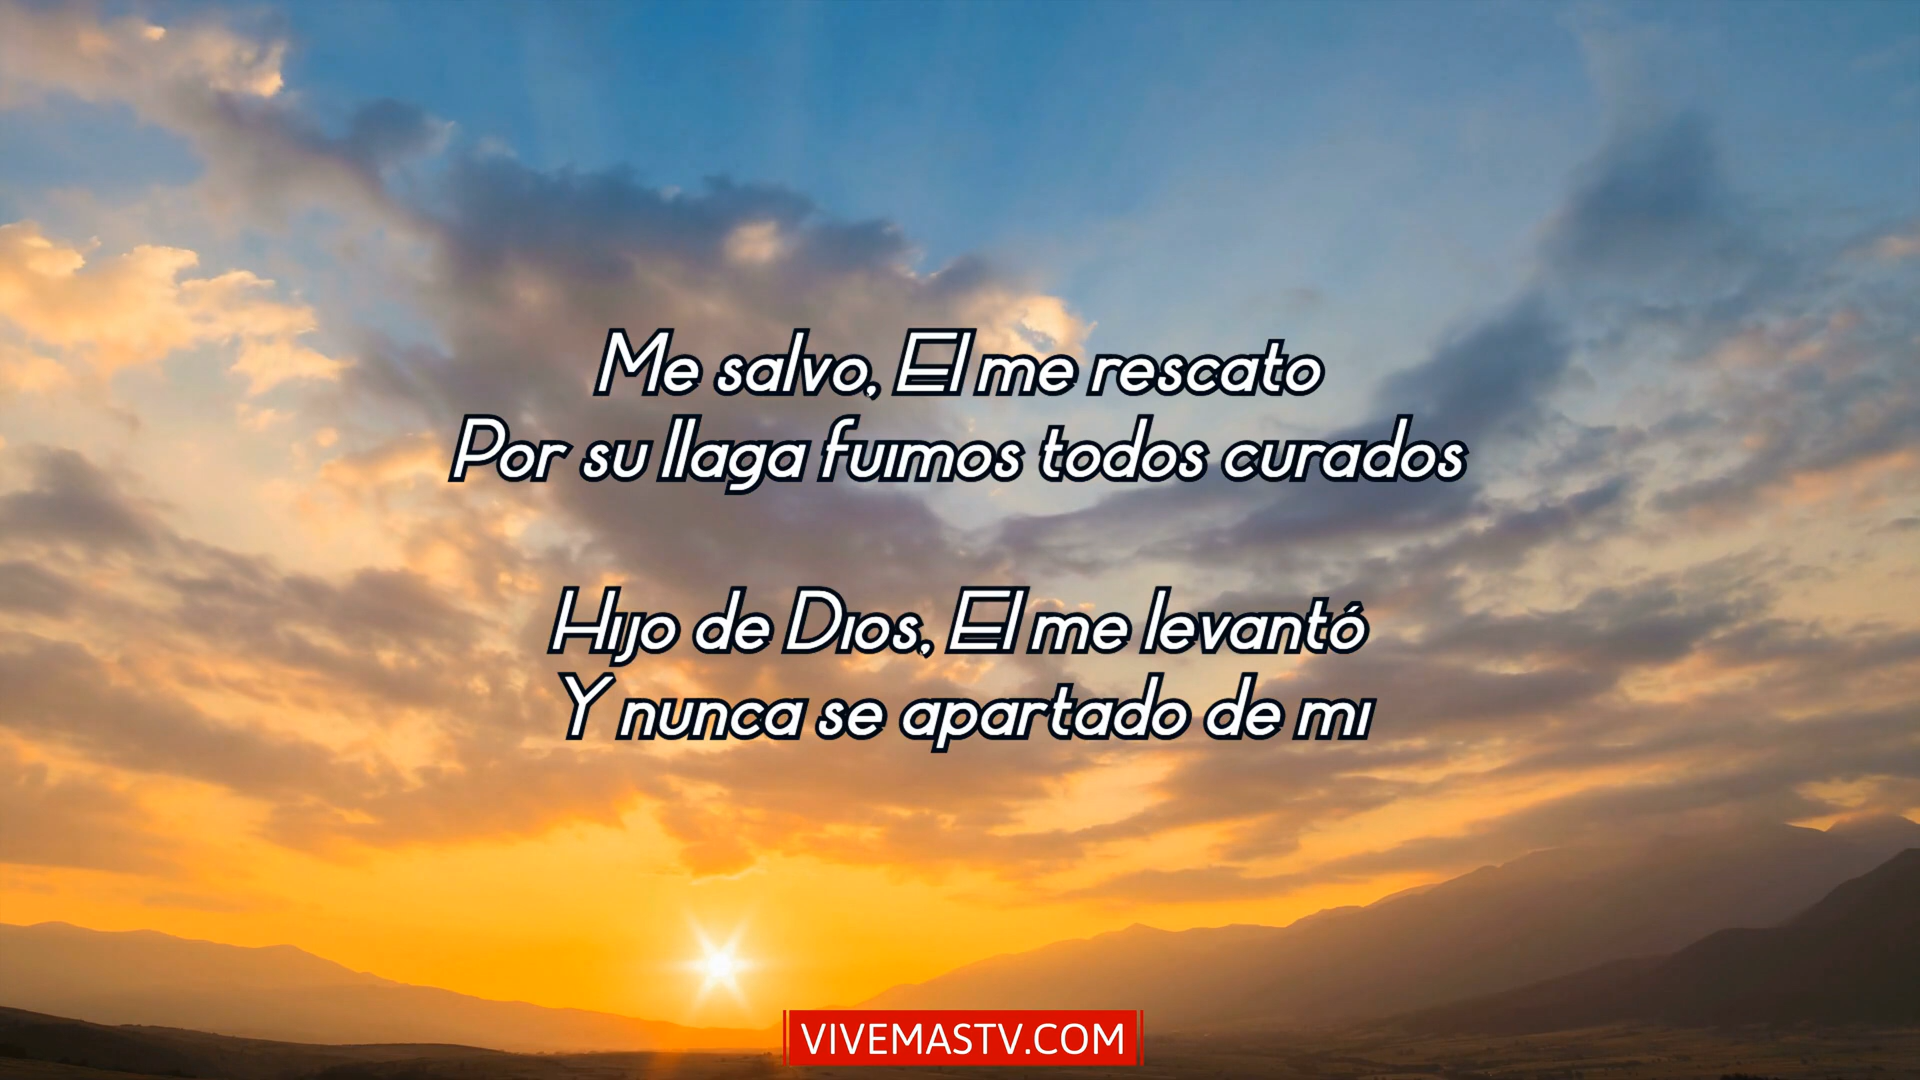 Me salvo, El me rescato
Por su llaga fuimos todos curados
Hijo de Dios, El me levantó
Y nunca se apartado de mi
VIVEMASTV.COM